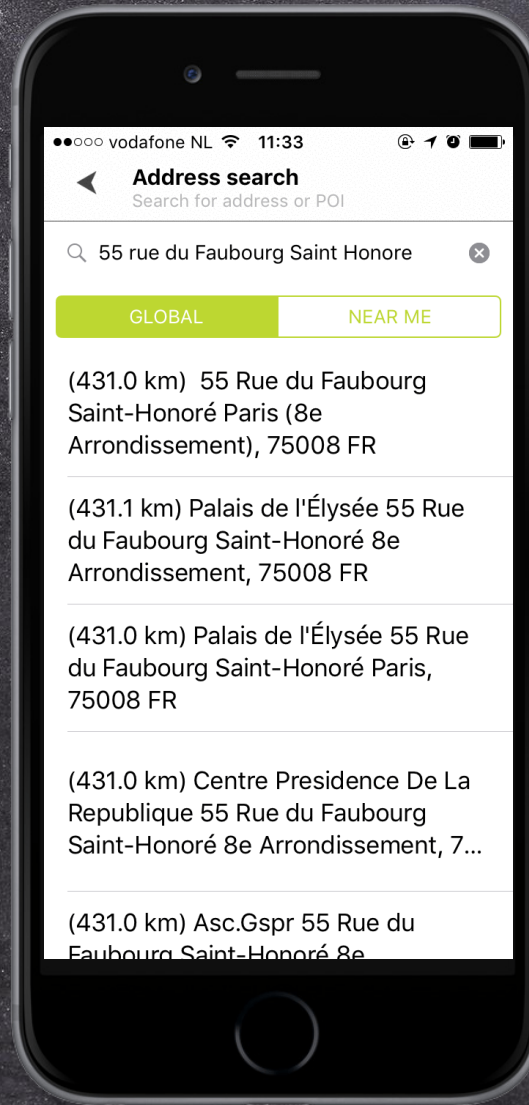 vodafone NL 11:33
Address search
Search for address or POI
55 rue du Faubourg Saint Honore
GLOBAL NEAR ME
(431.0 km) 55 Rue du Faubourg
Saint-Honoré Paris (8e
Arrondissement), 75008 FR
(431.1 km) Palais de l'Élysée 55 Rue
du Faubourg Saint-Honoré 8e
Arrondissement, 75008 FR
(431.0 km) Palais de l'Élysée 55 Rue
du Faubourg Saint-Honoré Paris,
75008 FR
(431.0 km) Centre Presidence De La
Republique 55 Rue du Faubourg
Saint-Honoré 8e Arrondissement, 7...
(431.0 km) Asc.Gspr 55 Rue du
Faubourg Saint-Honoré 8e